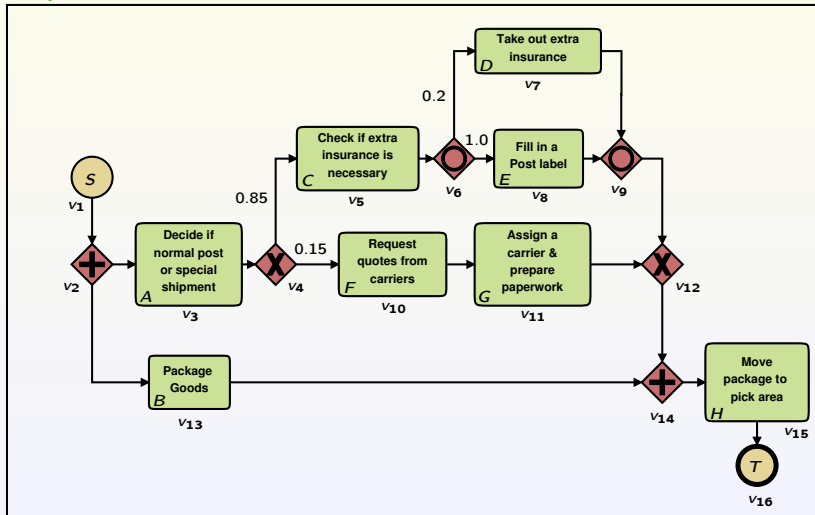 Take out extra
insurance
D
v7
0.2
1.0
Check if extra
insurance is
necessary
C
v5
v6
Fill in a
Post label
E
v8
v9
S
v1
0.85
Decide if
normal post
or special
shipment
A
v3
v2
0.15
v4
Request
quotes from
carriers
F
v10
Assign a
carrier &
prepare
paperwork
G
v11
v12
Package
Goods
B
v13
v14
Move
package to
pick area
H
v15
T
v16